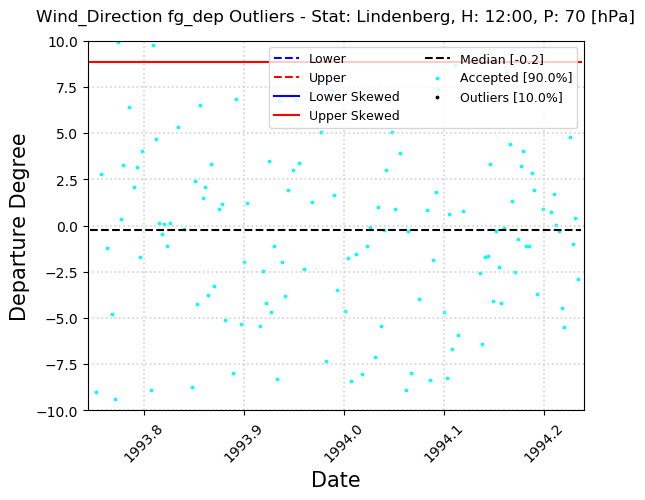 Wind_Direction fg_dep Outliers - Stat: Lindenberg, H: 12:00, P: 70 [hPa]
Lower
Upper
Lower Skewed
Upper Skewed
Median [-0.2]
Accepted [90.0%]
Outliers [10.0%]
Departure Degree
10.0
7.5
5.0
2.5
0.0
−2.5
−5.0
−7.5
−10.0
1993.8
1993.9
1994.0
1994.1
1994.2
Date